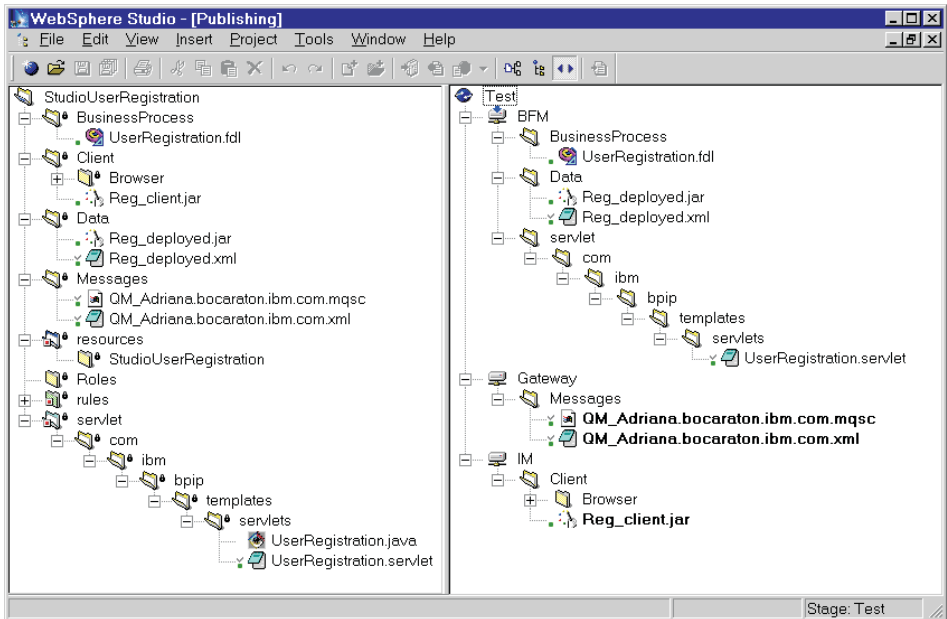 WebSphere Studio - [Publishing]
File Edit View Insert Project Tools Window Help
StudioUserRegistration
BusinessProcess
UserRegistration.fdl
Client
Browser
Reg_client.jar
Data
Reg_deployed.jar
Reg_deployed.xml
Messages
QM_Adriana.bocaraton.ibm.com.mqsc
QM_Adriana.bocaraton.ibm.com.xml
resources
StudioUserRegistration
Roles
rules
servlet
com
ibm
bpip
templates
servlets
UserRegistration.java
UserRegistration.servlet
Test
BFM
BusinessProcess
UserRegistration.fdl
Data
Reg_deployed.jar
Reg_deployed.xml
servlet
com
ibm
bpip
templates
servlets
UserRegistration.servlet
Gateway
Messages
QM_Adriana.bocaraton.ibm.com.mqsc
QM_Adriana.bocaraton.ibm.com.xml
IM
Client
Browser
Reg_client.jar
Stage: Test